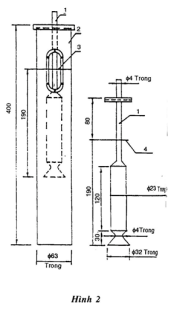 1
2
3
400
190
ϕ63
Trong
ϕ4 Trong
1
80
4
190
120
ϕ23 Trong
30
ϕ4Trong
ϕ32 Trong
Hình 2